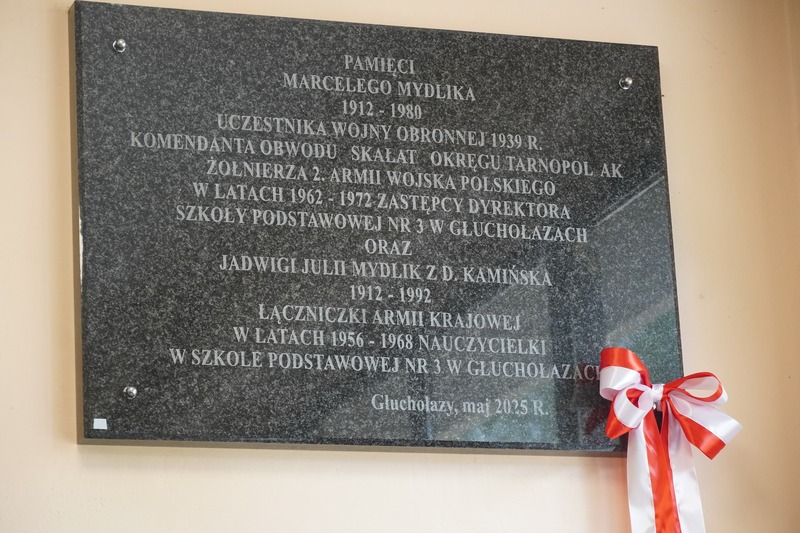 PAMIĘCI
MARCELEGO MYDLIKA
1912 - 1980
UCZESTNIKA WOJNY OBRONNEJ 1939 R.
KOMENDANTA OBWODU SKAŁAT OKRĘGU TARNOPOL AK
ŻOŁNIERZA 2. ARMII WOJSKA POLSKIEGO
W LATACH 1962 - 1972 ZASTĘPCY DYREKTORA
SZKOŁY PODSTAWOWEJ NR 3 W GŁUCHOŁAZACH
ORAZ
JADWIGI JULII MYDLIK Z D. KAMIŃSKA
1912 - 1992
ŁĄCZNICZKI ARMII KRAJOWEJ
W LATACH 1956 - 1968 NAUCZYCIELKI
W SZKOLE PODSTAWOWEJ NR 3 W GŁUCHOŁAZACH
Głuchołazy, maj 2025 R.